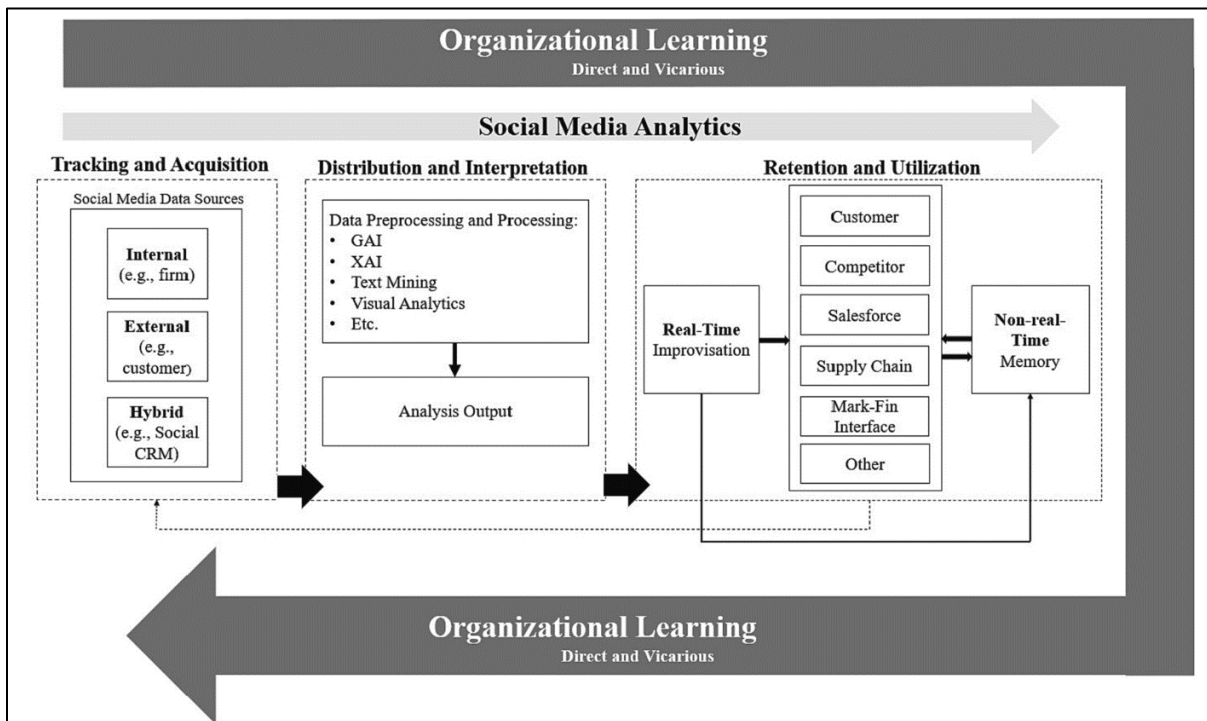 Organizational Learning
Direct and Vicarious
Social Media Analytics
Tracking and Acquisition
Social Media Data Sources
Internal
(e.g., firm)
External
(e.g.,
customer)
Hybrid
(e.g., Social
CRM)
Distribution and Interpretation
Data Preprocessing and Processing:
• GAI
• XAI
• Text Mining
• Visual Analytics
• Etc.
Analysis Output
Retention and Utilization
Real-Time
Improvisation
Customer
Competitor
Salesforce
Supply Chain
Mark-Fin
Interface
Other
Non-real-
Time
Memory
Organizational Learning
Direct and Vicarious